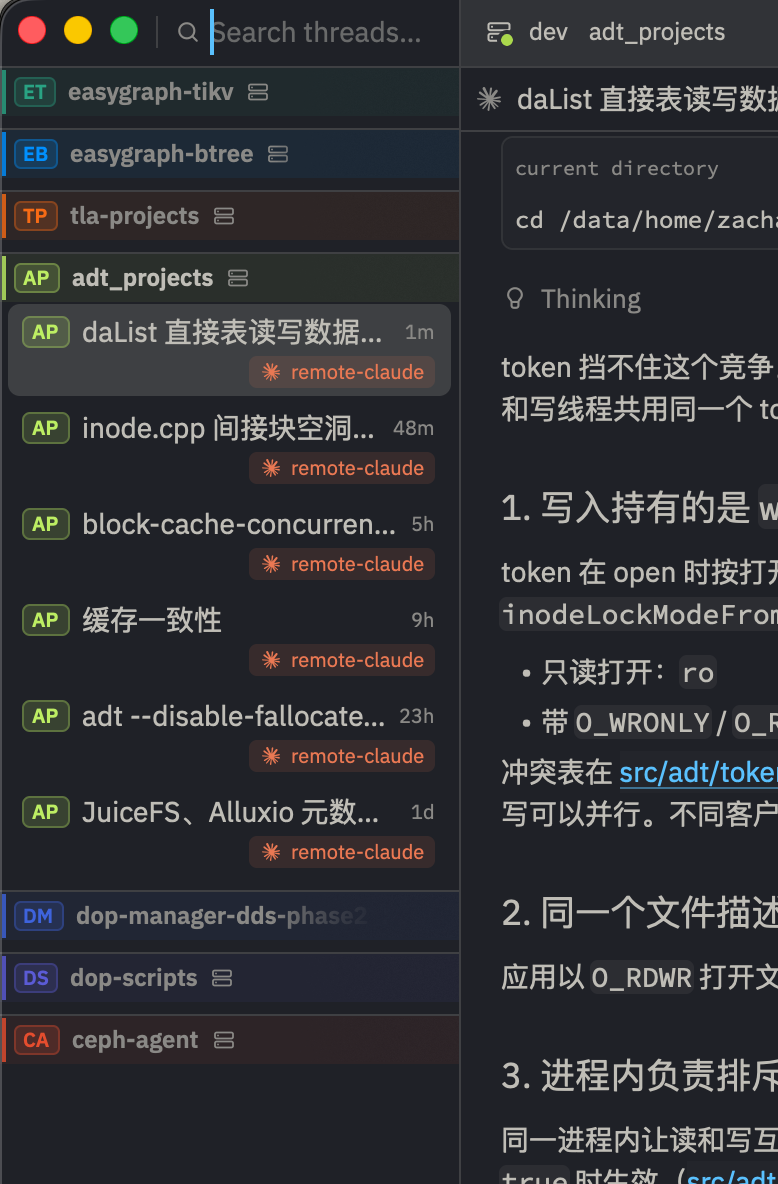 Search threads...
dev adt_projects
ET easygraph-tikv
EB easygraph-btree
TP tla-projects
AP adt_projects
AP daList 直接表读写数据... 1m
remote-claude
AP inode.cpp 间接块空洞... 48m
remote-claude
AP block-cache-concurren... 5h
remote-claude
AP 缓存一致性 9h
remote-claude
AP adt --disable-fallocate... 23h
remote-claude
AP JuiceFS、Alluxio 元数... 1d
remote-claude
DM dop-manager-dds-phase2
DS dop-scripts
CA ceph-agent
daList 直接表读写数据
current directory
cd /data/home/zacha
Thinking
token 挡不住这个竞争
和写线程共用同一个 to
1. 写入持有的是 w
token 在 open 时按打开
inodeLockModeFrom
• 只读打开：ro
• 带 O_WRONLY / O_R
冲突表在 src/adt/token
写可以并行。不同客户
2. 同一个文件描述
应用以 O_RDWR 打开文
3. 进程内负责排斥
同一进程内让读和写互
true 时生效（src/adt